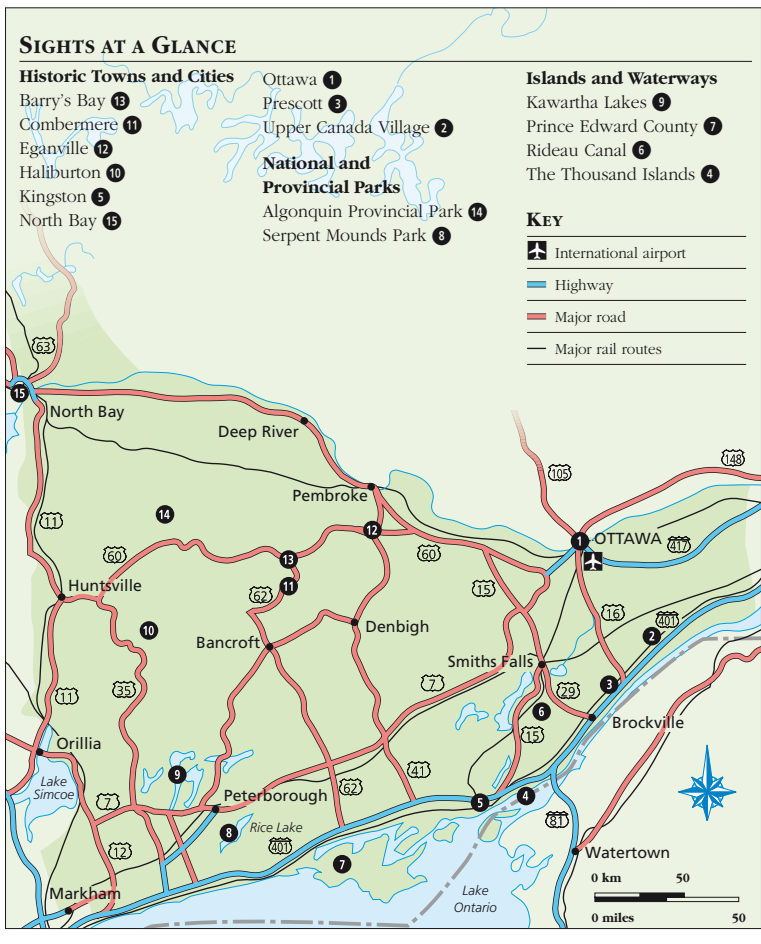 SIGHTS AT A GLANCE
Historic Towns and Cities
Barry's Bay 13
Combermere 11
Eganville 12
Haliburton 10
Kingston 5
North Bay 15
Ottawa 1
Prescott 3
Upper Canada Village 2
National and
Provincial Parks
Algonquin Provincial Park 14
Serpent Mounds Park 8
Islands and Waterways
Kawartha Lakes 9
Prince Edward County 7
Rideau Canal 6
The Thousand Islands 4
KEY
International airport
Highway
Major road
Major rail routes
63
15
North Bay
Deep River
105
148
Pembroke
14
11
12
1
OTTAWA
417
60
13
60
Huntsville
62
11
15
16
401
10
Denbigh
2
Bancroft
Smiths Falls
7
11
35
29
3
6
Brockville
15
Orillia
9
41
Lake
Simcoe
62
7
Peterborough
5
4
8
Rice Lake
81
12
401
7
Watertown
Markham
Lake
Ontario
0 km 50
0 miles 50